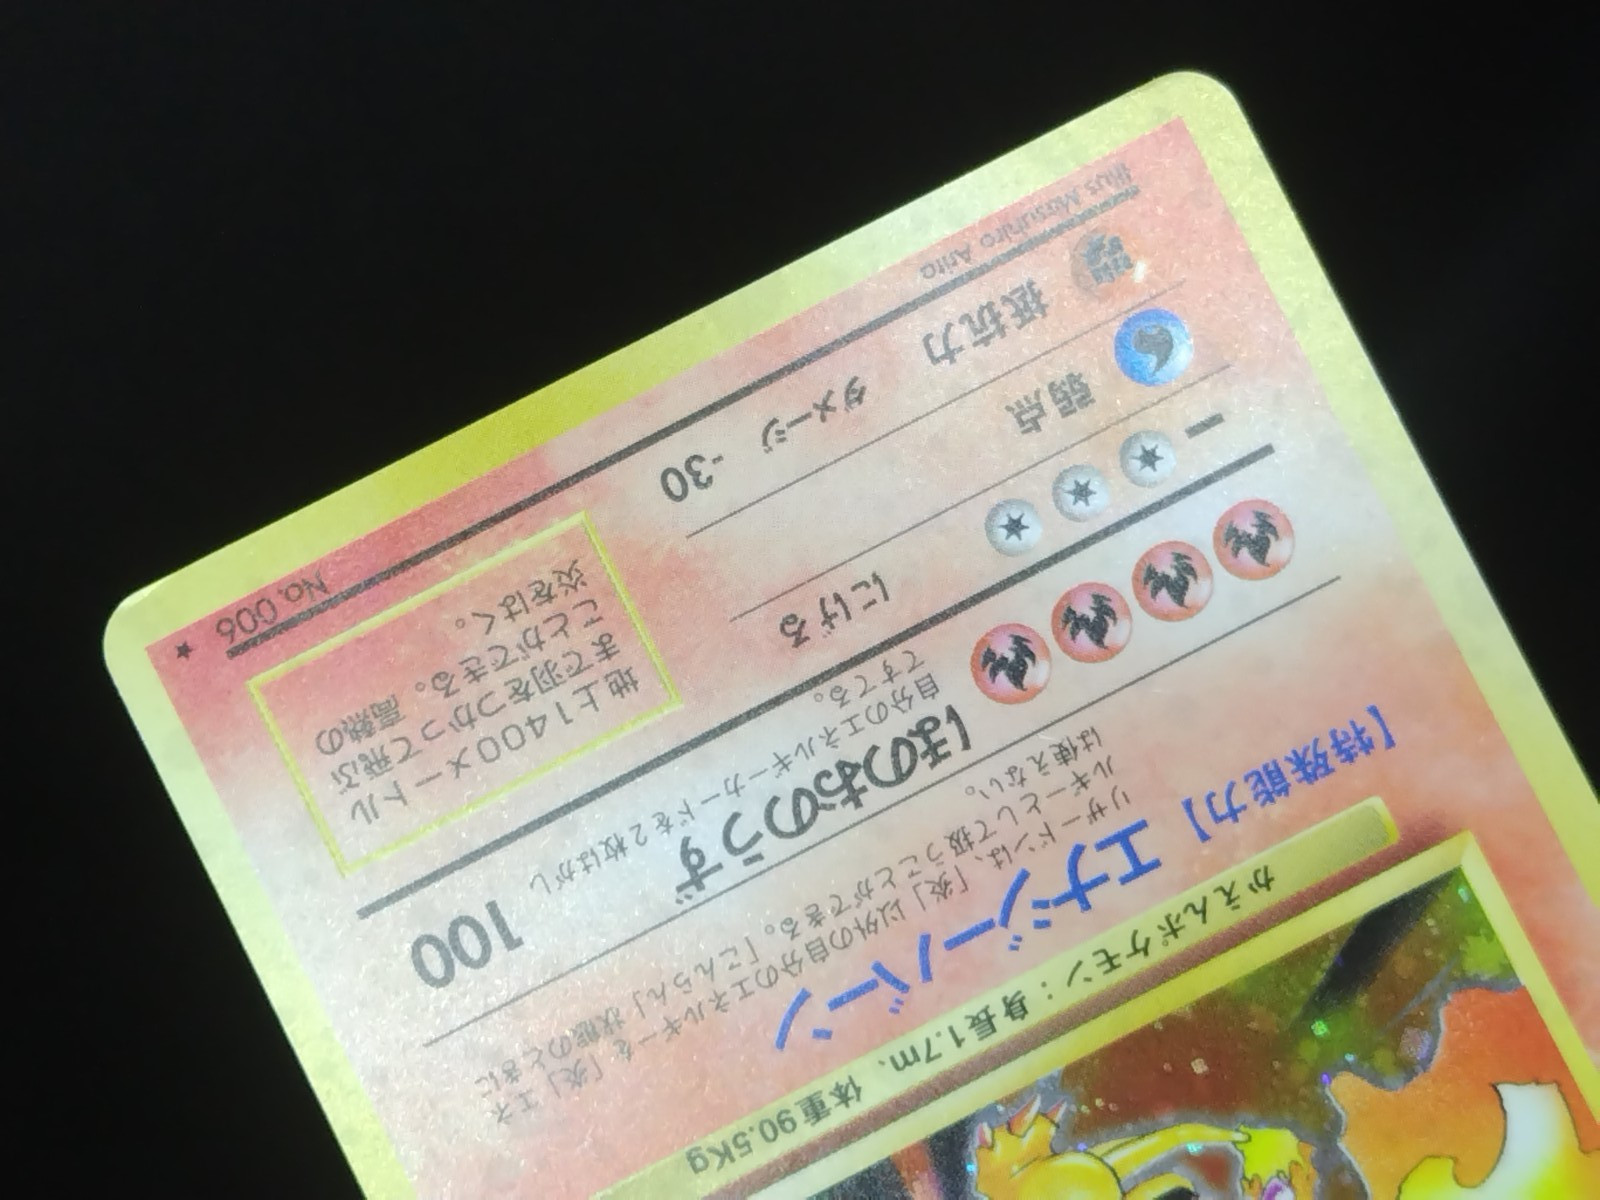 かえんポケモン：身長1.7m、体重90.5Kg
【特殊能力】エナジーバーン
リザードンは、「炎」以外の自分のエネルギーを「炎」エネ
ルギーとして扱うことができる。「こんらん」状態のときに
は使えない。
ほのおのうず 100
自分のエネルギーカードを2枚はがし
てすてる。
にげる
弱点
抵抗力 ダメージ -30
地上1400メートル
まで羽をつかって飛ぶ
ことができる。高熱の
炎をはく。
Illus. Mitsuhiro Arita
No. 006